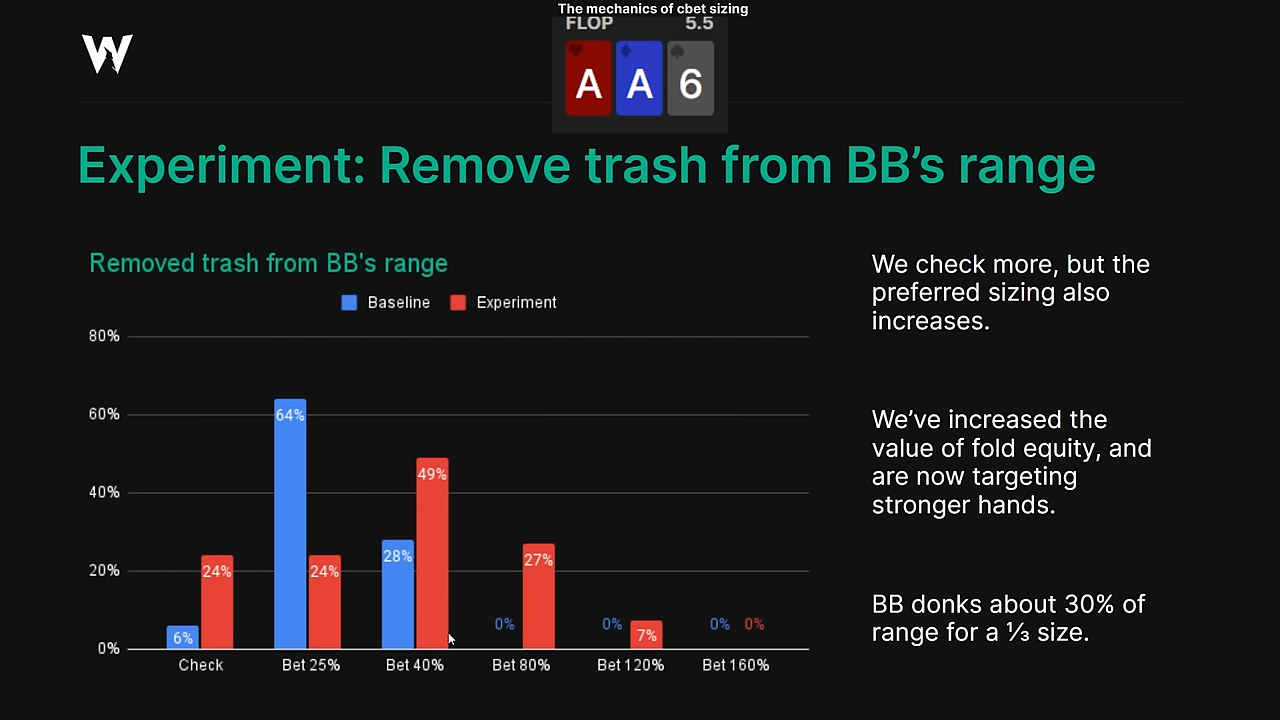 The mechanics of cbet sizing
FLOP 5.5
A A 6
W
Experiment: Remove trash from BB’s range
Removed trash from BB's range
Baseline Experiment
80%
60%
40%
20%
0%
6% 24% 64% 24% 28% 49% 0% 27% 0% 7% 0% 0%
Check Bet 25% Bet 40% Bet 80% Bet 120% Bet 160%
We check more, but the
preferred sizing also
increases.
We’ve increased the
value of fold equity, and
are now targeting
stronger hands.
BB donks about 30% of
range for a ⅓ size.